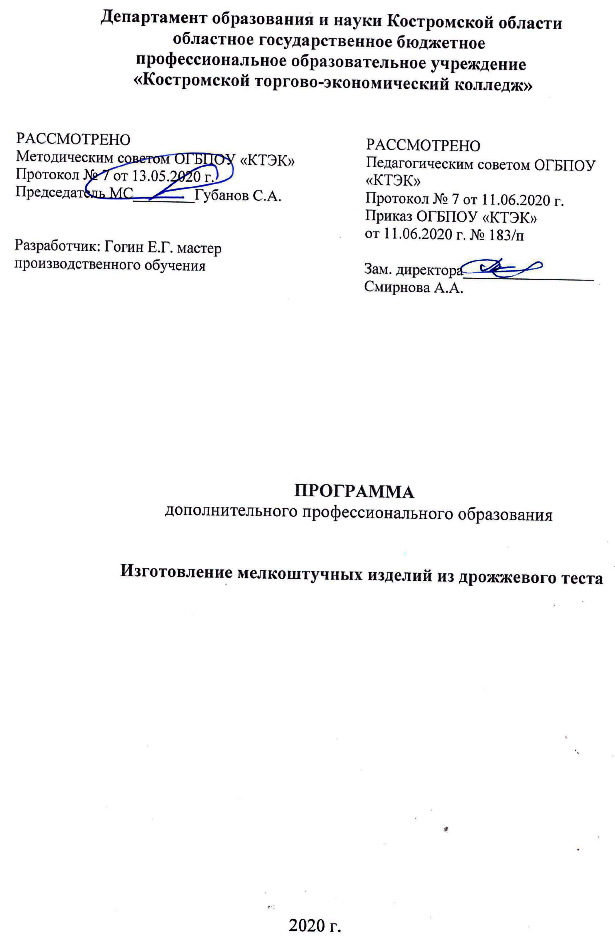 Департамент образования и науки Костромской области
областное государственное бюджетное
профессиональное образовательное учреждение
«Костромской торгово-экономический колледж»
РАССМОТРЕНО
Методическим советом ОГБПОУ «КТЭК»
Протокол № 7 от 13.05.2020 г.
Председатель МС________ Губанов С.А.
Разработчик: Гогин Е.Г. мастер
производственного обучения
РАССМОТРЕНО
Педагогическим советом ОГБПОУ
«КТЭК»
Протокол № 7 от 11.06.2020 г.
Приказ ОГБПОУ «КТЭК»
от 11.06.2020 г. № 183/п
Зам. директора_________________
Смирнова А.А.
ПРОГРАММА
дополнительного профессионального образования
Изготовление мелкоштучных изделий из дрожжевого теста
2020 г.